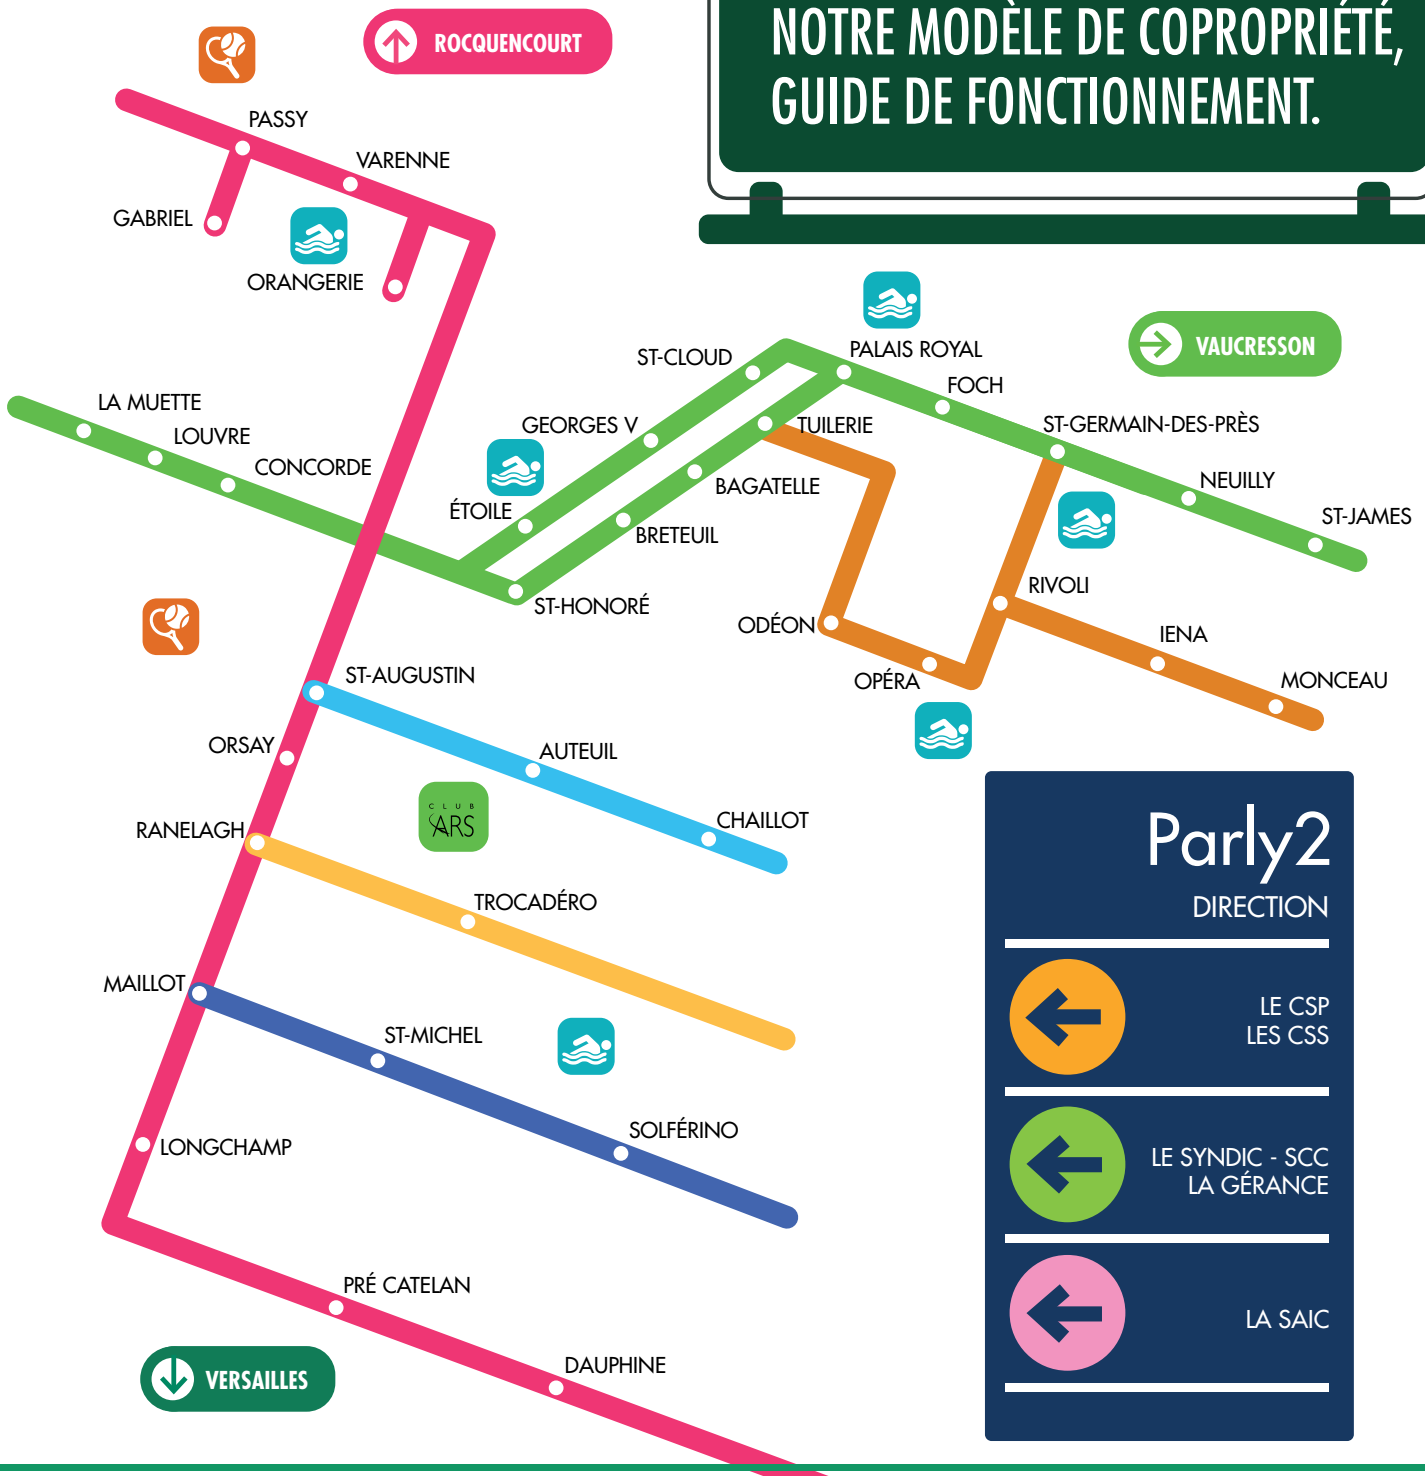 NOTRE MODÈLE DE COPROPRIÉTÉ,
GUIDE DE FONCTIONNEMENT.
ROCQUENCOURT
PASSY
VARENNE
GABRIEL
ORANGERIE
ST-CLOUD
PALAIS ROYAL
VAUCRESSON
FOCH
LA MUETTE
LOUVRE
CONCORDE
GEORGES V
TUILERIE
ST-GERMAIN-DES-PRÈS
BAGATELLE
NEUILLY
ÉTOILE
BRETEUIL
ST-JAMES
ST-HONORÉ
RIVOLI
ODÉON
IENA
OPÉRA
MONCEAU
ST-AUGUSTIN
ORSAY
AUTEUIL
CLUB
ARS
CHAILLOT
RANELAGH
TROCADÉRO
MAILLOT
ST-MICHEL
SOLFÉRINO
LONGCHAMP
PRÉ CATELAN
DAUPHINE
VERSAILLES
Parly2
DIRECTION
LE CSP
LES CSS
LE SYNDIC - SCC
LA GÉRANCE
LA SAIC